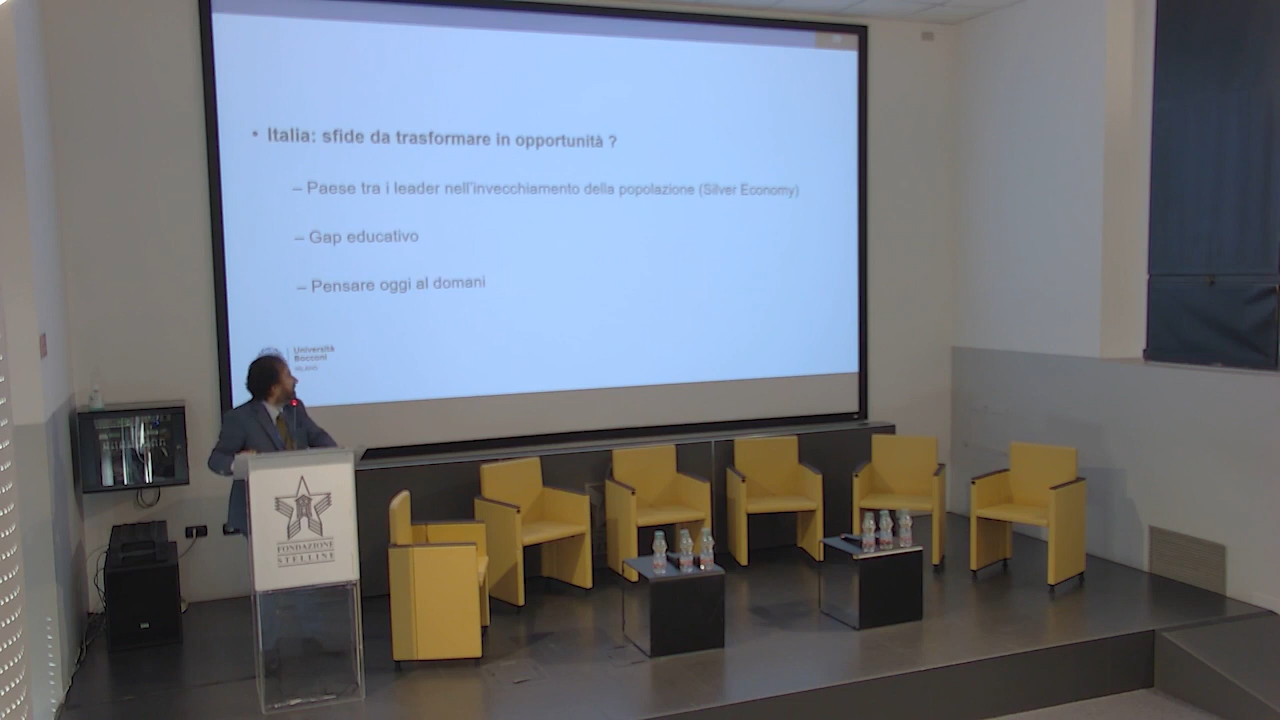 • Italia: sfide da trasformare in opportunità ?
– Paese tra i leader nell'invecchiamento della popolazione (Silver Economy)
– Gap educativo
– Pensare oggi al domani
Università
Bocconi
MILANO
FONDAZIONE
STELLINE